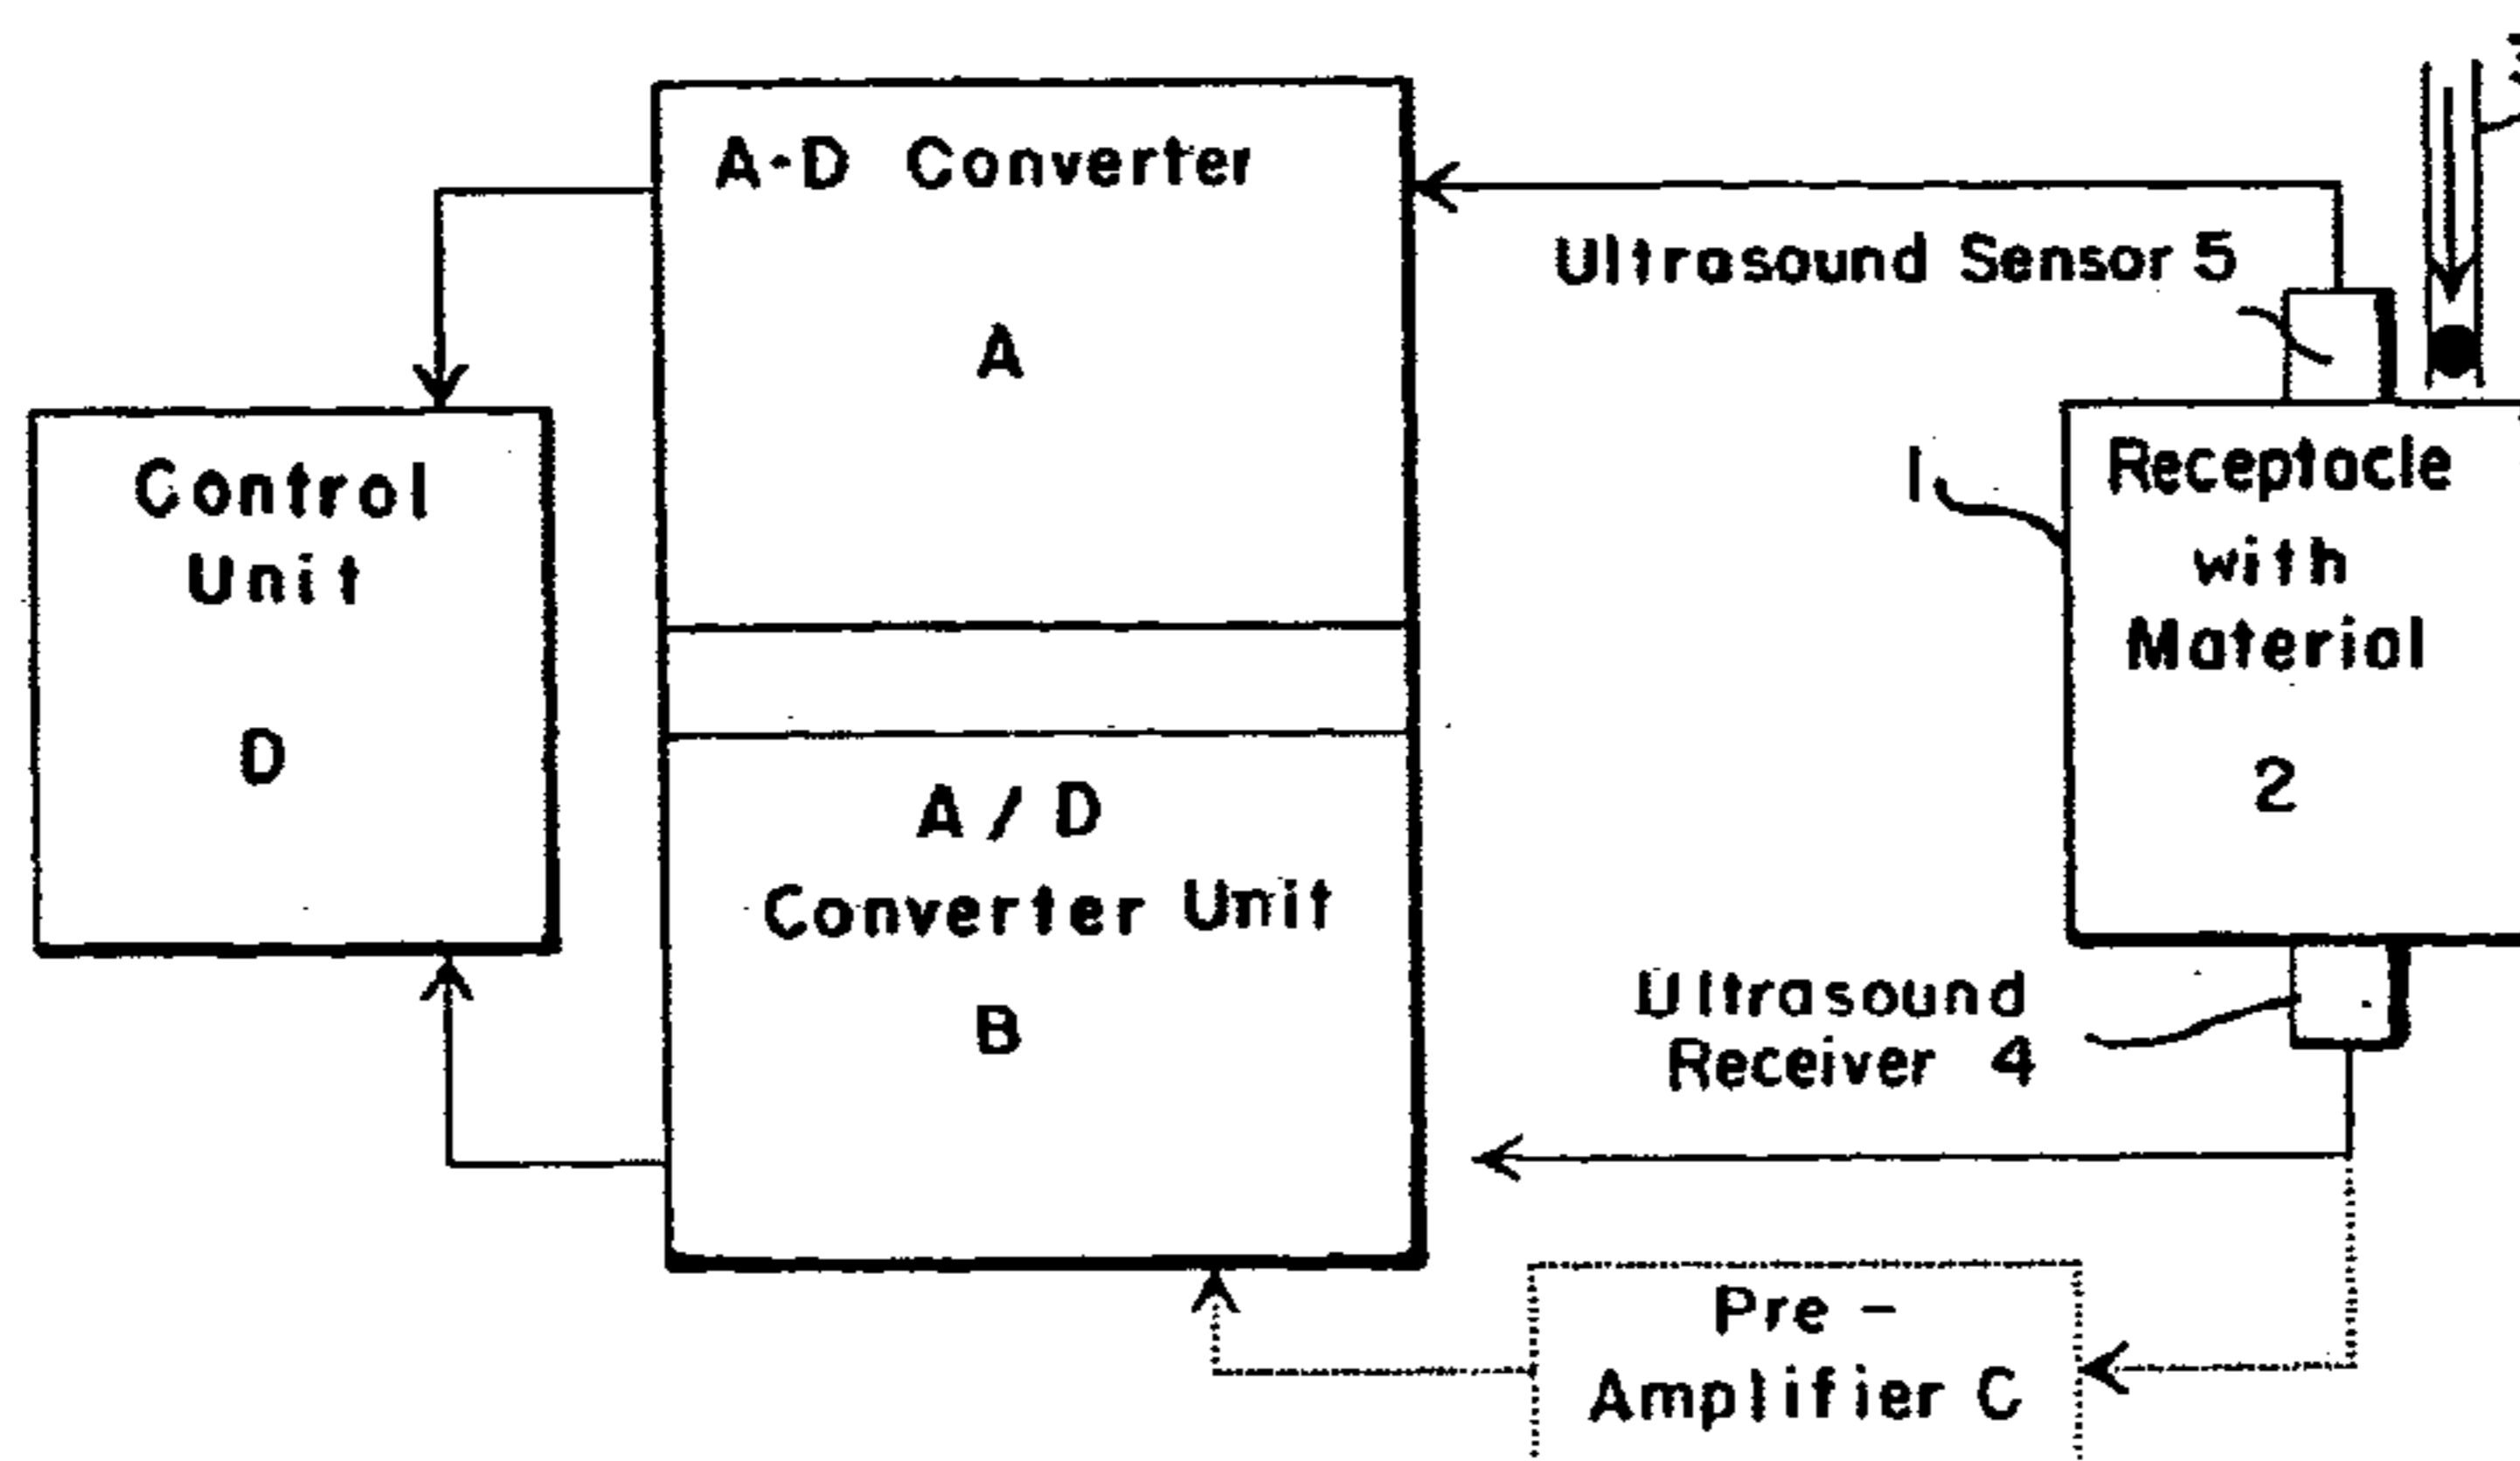 A-D Converter
A
Ultrasound Sensor 5
Control
Unit
D
1
Receptacle
with
Material
2
A/D
Converter Unit
B
Ultrasound
Receiver 4
Pre-
Amplifier C